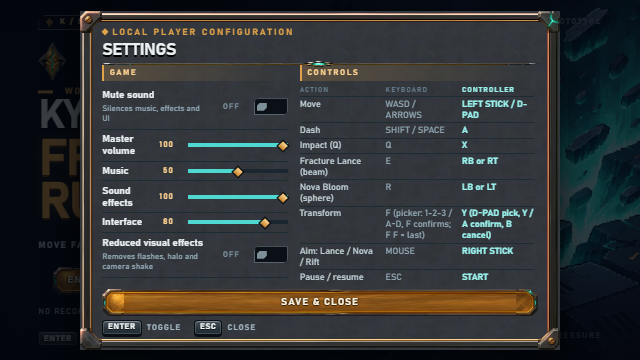 LOCAL PLAYER CONFIGURATION
SETTINGS
GAME
Mute sound
Silences music, effects and
UI
OFF
Master
volume
100
Music
50
Sound
effects
100
Interface
80
Reduced visual effects
Removes flashes, halo and
camera shake
OFF
CONTROLS
ACTION KEYBOARD CONTROLLER
Move WASD / LEFT STICK / D-
ARROWS PAD
Dash SHIFT / SPACE A
Impact (Q) Q X
Fracture Lance E RB or RT
(beam)
Nova Bloom R LB or LT
(sphere)
Transform F (picker: 1-2-3 / Y (D-PAD pick, Y /
A-D, F confirms; A confirm, B
F F = last) cancel)
Aim: Lance / Nova MOUSE RIGHT STICK
/ Rift
Pause / resume ESC START
SAVE & CLOSE
ENTER TOGGLE ESC CLOSE
KY
FR
RU
MOVE FA
NO RECOR
ENTER